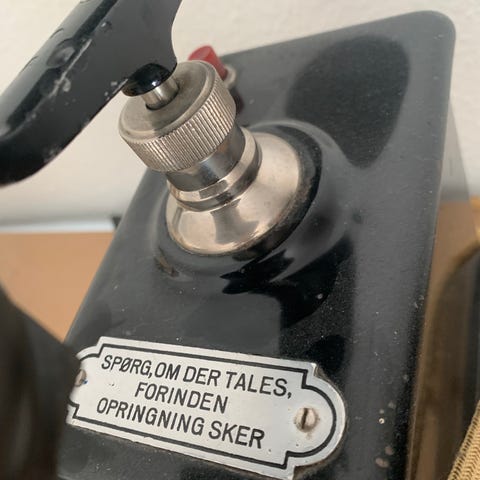 SPØRG, OM DER TALES,
FORINDEN
OPRINGNING SKER